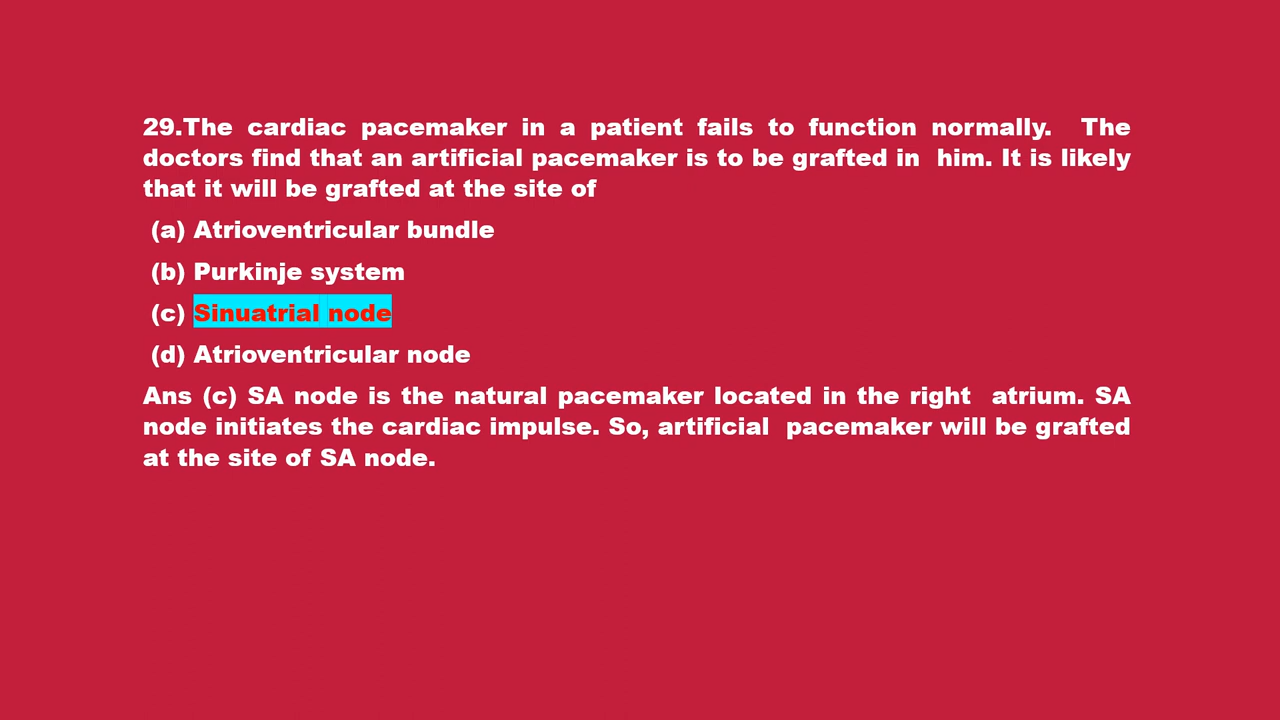 29.The cardiac pacemaker in a patient fails to function normally. The
doctors find that an artificial pacemaker is to be grafted in him. It is likely
that it will be grafted at the site of
(a) Atrioventricular bundle
(b) Purkinje system
(c) Sinuatrial node
(d) Atrioventricular node
Ans (c) SA node is the natural pacemaker located in the right atrium. SA
node initiates the cardiac impulse. So, artificial pacemaker will be grafted
at the site of SA node.